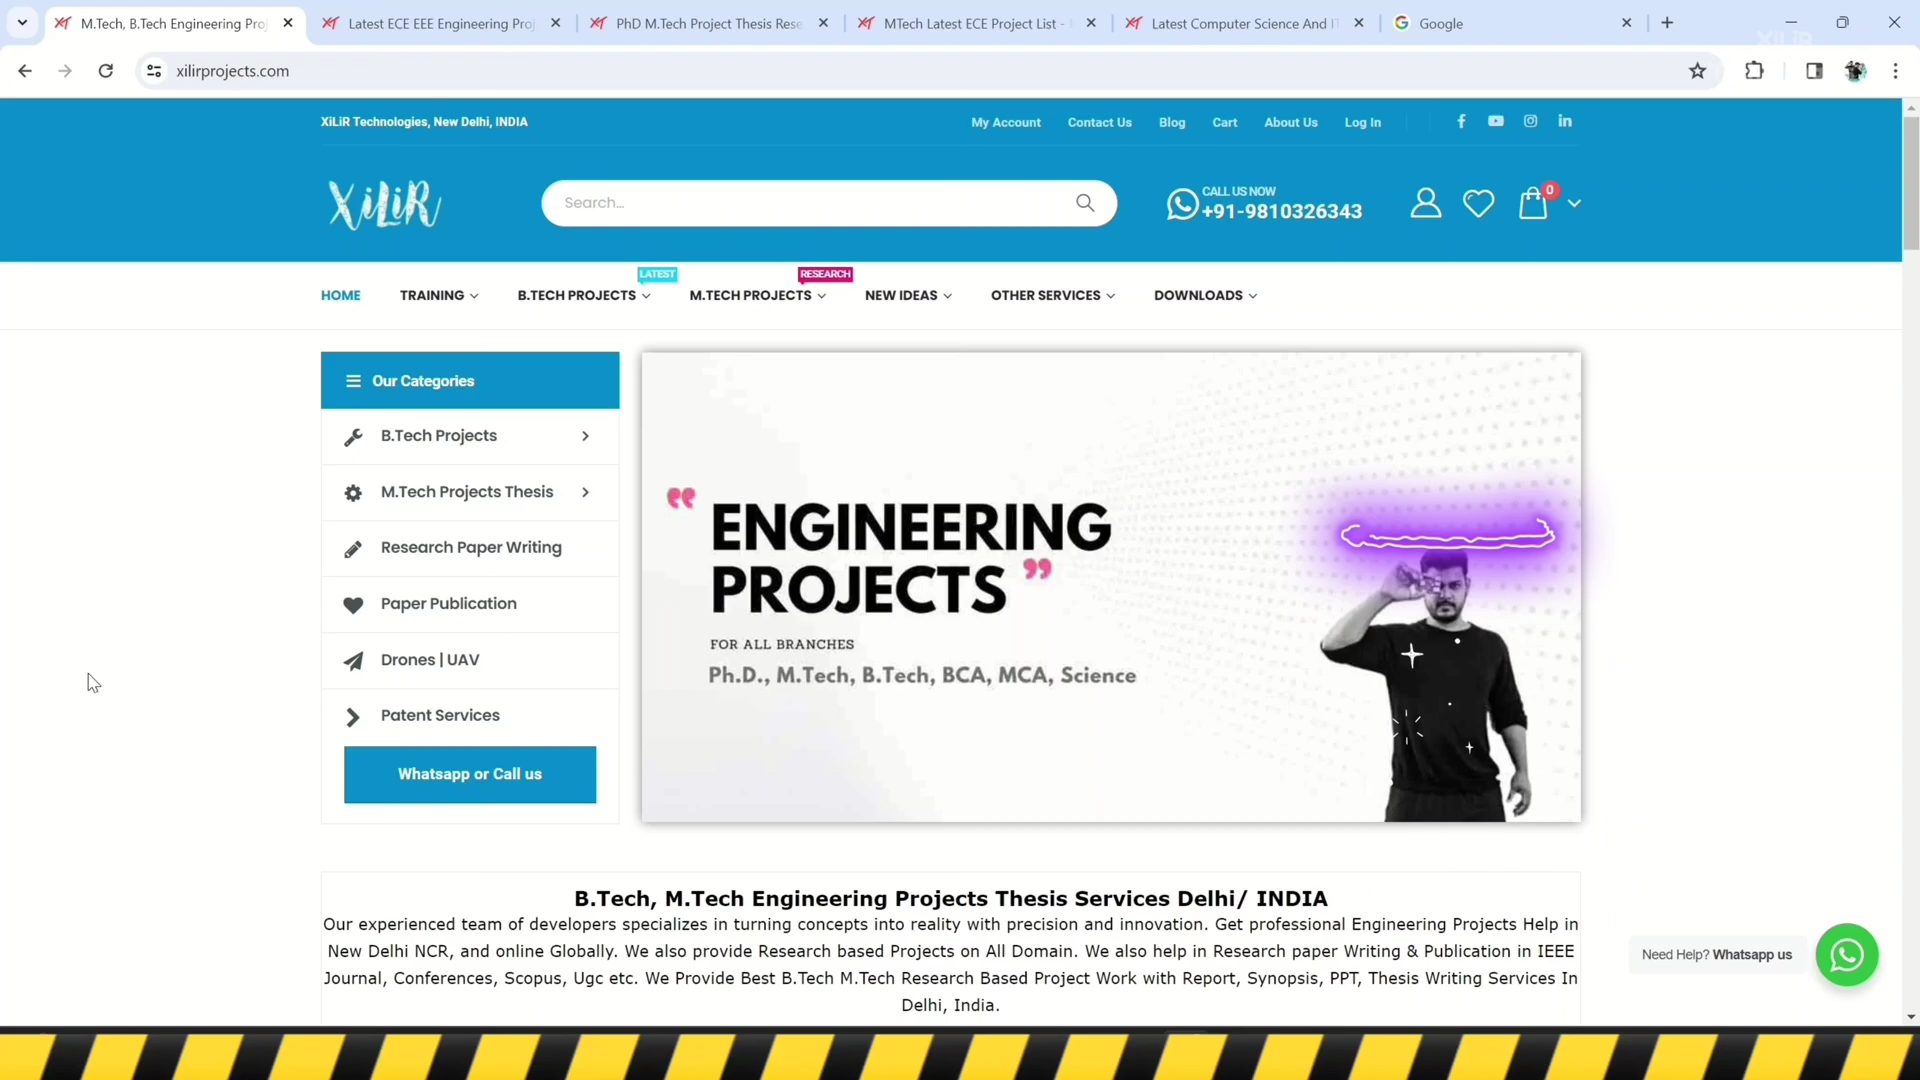 M.Tech, B.Tech Engineering Proj
Latest ECE EEE Engineering Proj
PhD M.Tech Project Thesis Rese
MTech Latest ECE Project List -
Latest Computer Science And IT
Google
XiLiR
xilirprojects.com
XiLiR Technologies, New Delhi, INDIA
My Account
Contact Us
Blog
Cart
About Us
Log In
XiLiR
Search...
CALL US NOW
+91-9810326343
0
LATEST
RESEARCH
HOME
TRAINING
B.TECH PROJECTS
M.TECH PROJECTS
NEW IDEAS
OTHER SERVICES
DOWNLOADS
Our Categories
B.Tech Projects
M.Tech Projects Thesis
Research Paper Writing
Paper Publication
Drones | UAV
Patent Services
Whatsapp or Call us
"ENGINEERING
PROJECTS"
FOR ALL BRANCHES
Ph.D., M.Tech, B.Tech, BCA, MCA, Science
B.Tech, M.Tech Engineering Projects Thesis Services Delhi/ INDIA
Our experienced team of developers specializes in turning concepts into reality with precision and innovation. Get professional Engineering Projects Help in
New Delhi NCR, and online Globally. We also provide Research based Projects on All Domain. We also help in Research paper Writing & Publication in IEEE
Journal, Conferences, Scopus, Ugc etc. We Provide Best B.Tech M.Tech Research Based Project Work with Report, Synopsis, PPT, Thesis Writing Services In
Delhi, India.
Need Help? Whatsapp us